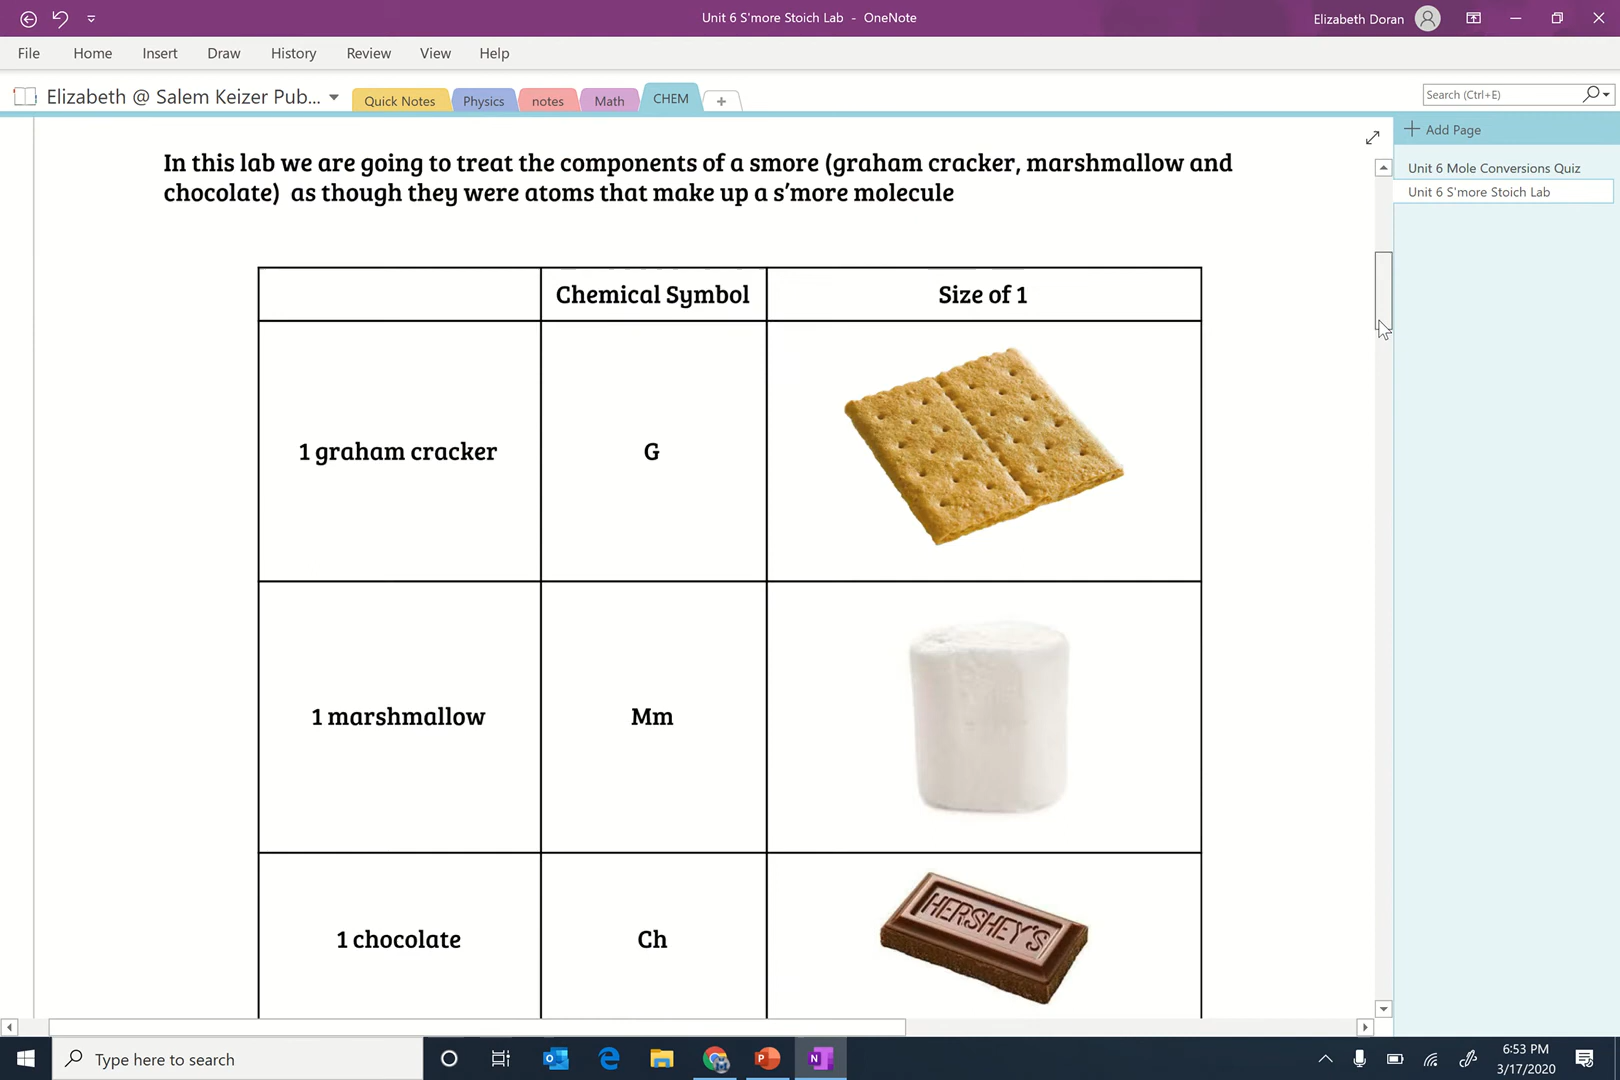 Unit 6 S'more Stoich Lab - OneNote
Elizabeth Doran
File Home Insert Draw History Review View Help
Elizabeth @ Salem Keizer Pub...
Quick Notes Physics notes Math CHEM
Search (Ctrl+E)
Add Page
Unit 6 Mole Conversions Quiz
Unit 6 S'more Stoich Lab
In this lab we are going to treat the components of a smore (graham cracker, marshmallow and
chocolate) as though they were atoms that make up a s’more molecule
Chemical Symbol Size of 1
1 graham cracker G
1 marshmallow Mm
1 chocolate Ch
HERSHEY'S
Type here to search
6:53 PM
3/17/2020